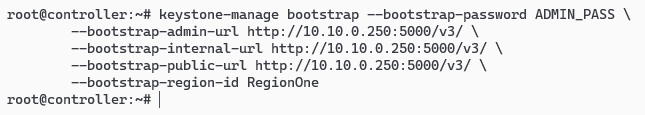 root@controller:~# keystone-manage bootstrap --bootstrap-password ADMIN_PASS \
--bootstrap-admin-url http://10.10.0.250:5000/v3/ \
--bootstrap-internal-url http://10.10.0.250:5000/v3/ \
--bootstrap-public-url http://10.10.0.250:5000/v3/ \
--bootstrap-region-id RegionOne
root@controller:~#